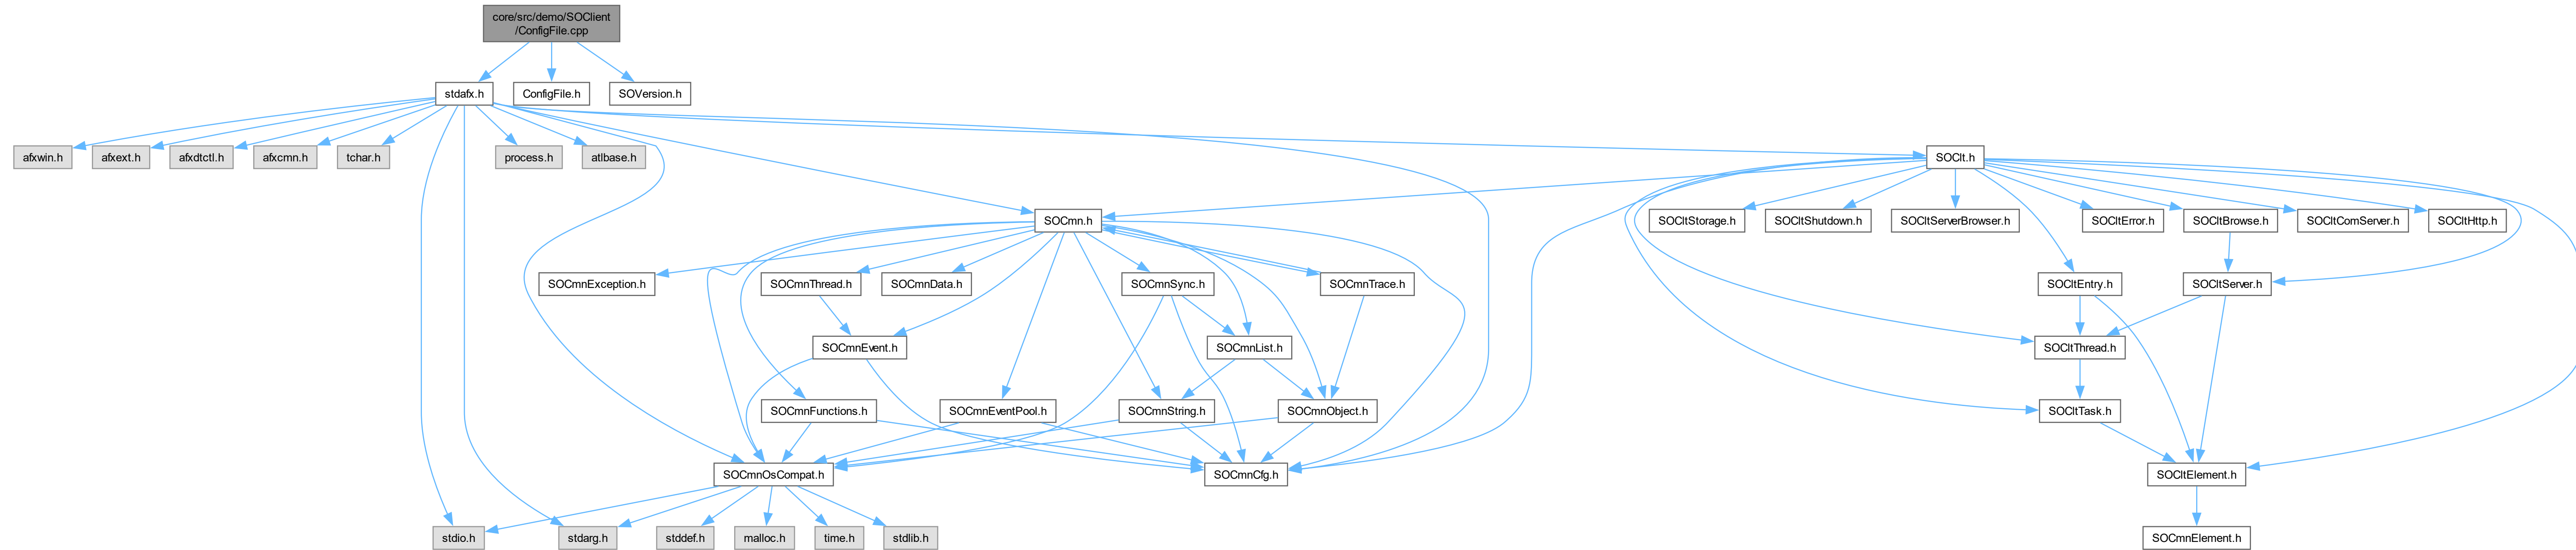 core/src/demo/SOClient
/ConfigFile.cpp
stdafx.h
ConfigFile.h
SOVersion.h
afxwin.h
afxext.h
afxdtctl.h
afxcmn.h
tchar.h
process.h
atlbase.h
SOClt.h
SOCmn.h
SOCltStorage.h
SOCltShutdown.h
SOCltServerBrowser.h
SOCltError.h
SOCltBrowse.h
SOCltComServer.h
SOCltHttp.h
SOCmnException.h
SOCmnThread.h
SOCmnData.h
SOCmnSync.h
SOCmnTrace.h
SOCltEntry.h
SOCltServer.h
SOCmnEvent.h
SOCmnList.h
SOCltThread.h
SOCmnFunctions.h
SOCmnEventPool.h
SOCmnString.h
SOCmnObject.h
SOCltTask.h
SOCmnOsCompat.h
SOCmnCfg.h
SOCltElement.h
stdio.h
stdarg.h
stddef.h
malloc.h
time.h
stdlib.h
SOCmnElement.h